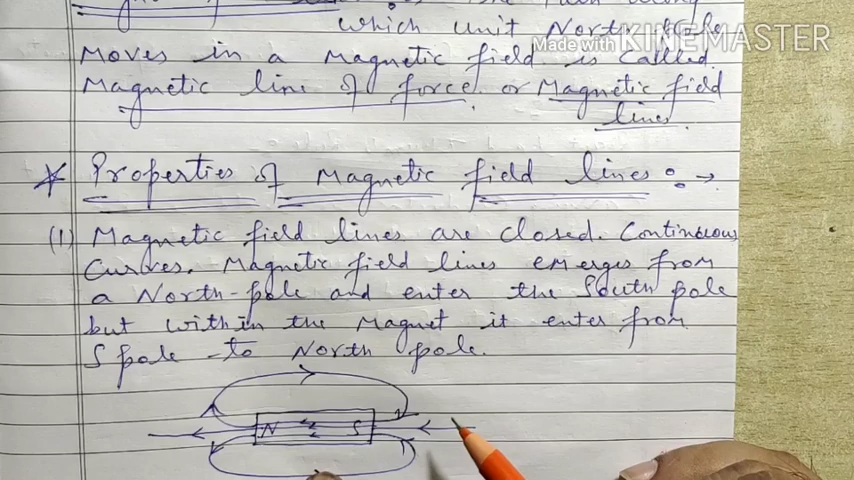 which unit North Pole
Made with KINEMASTER
Moves in a Magnetic field is Callled
Magnetic line of force. or Magnetic field
lines.
* Properties of Magnetic field lines :- →
(1) Magnetic field lines are closed. Continuous
Curves. Magnetic field lines emerges from
a North-pole and enter the South pole
but within the Magnet it enter from
S pole -to North pole.
N S